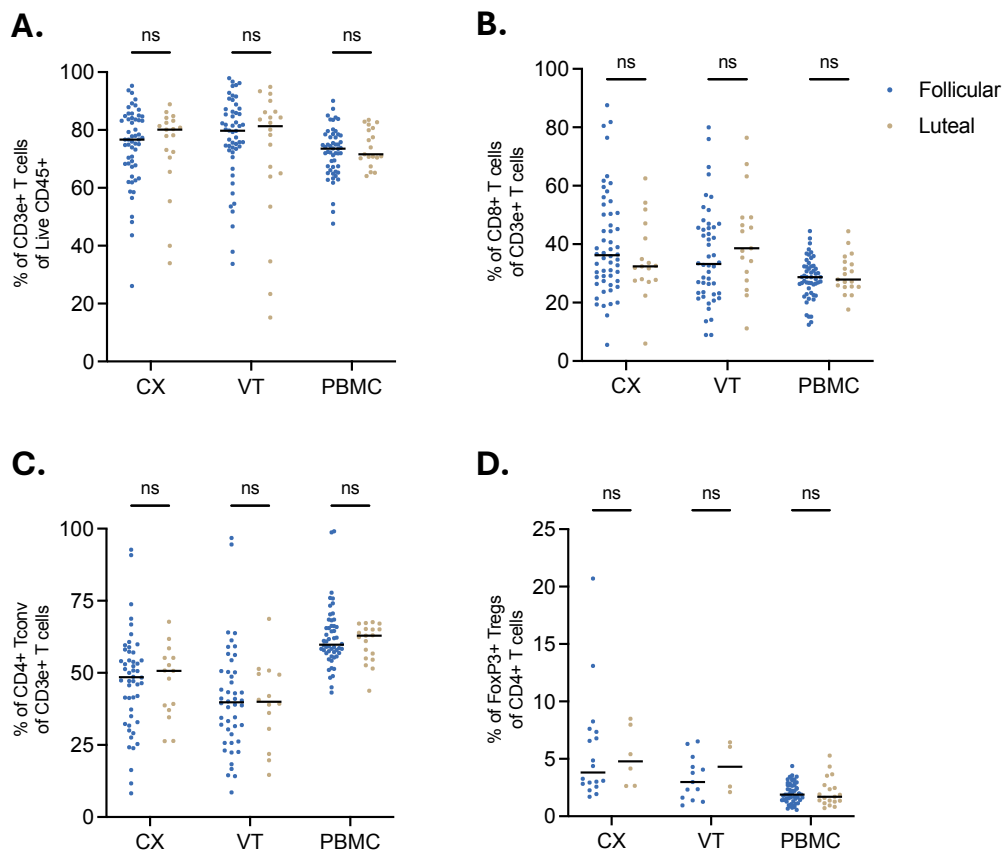 A.
ns ns ns
% of CD3e+ T cells
of Live CD45+
100
80
60
40
20
0
CX VT PBMC
B.
ns ns ns
% of CD8+ T cells
of CD3e+ T cells
100
80
60
40
20
0
CX VT PBMC
Follicular
Luteal
C.
ns ns ns
% of CD4+ Tconv
of CD3e+ T cells
100
75
50
25
0
CX VT PBMC
D.
ns ns ns
% of FoxP3+ Tregs
of CD4+ T cells
25
20
15
10
5
0
CX VT PBMC